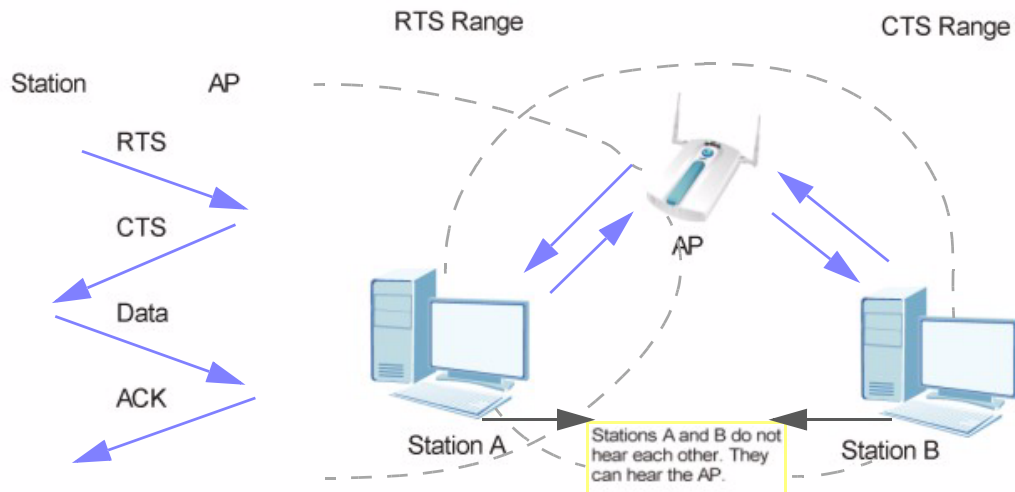 RTS Range
CTS Range
Station
AP
RTS
CTS
Data
ACK
AP
Station A
Station B
Stations A and B do not
hear each other. They
can hear the AP.